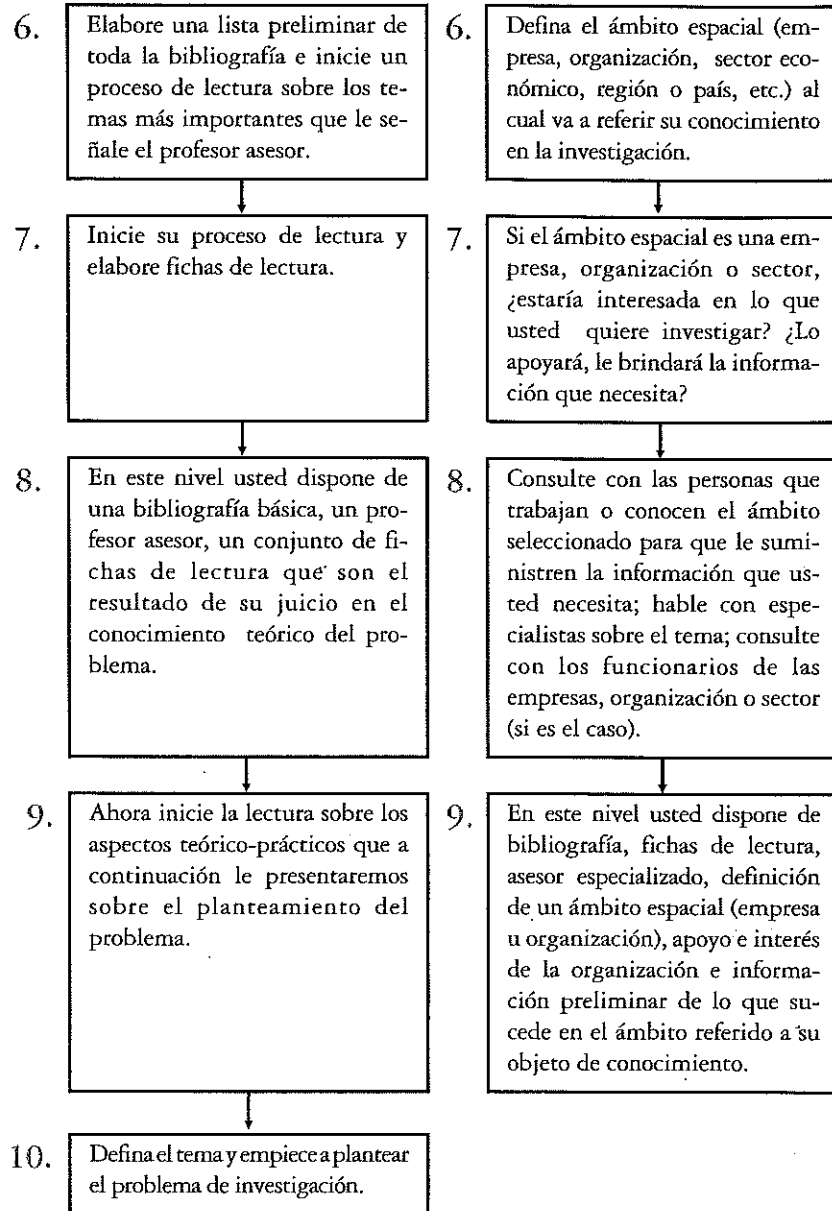 6.
Elabore una lista preliminar de
toda la bibliografía e inicie un
proceso de lectura sobre los te-
mas más importantes que le se-
ñale el profesor asesor.
7.
Inicie su proceso de lectura y
elabore fichas de lectura.
8.
En este nivel usted dispone de
una bibliografía básica, un pro-
fesor asesor, un conjunto de fi-
chas de lectura que son el
resultado de su juicio en el
conocimiento teórico del pro-
blema.
9.
Ahora inicie la lectura sobre los
aspectos teórico-prácticos que a
continuación le presentaremos
sobre el planteamiento del
problema.
10.
Defina el tema y empiece a plantear
el problema de investigación.
6.
Defina el ámbito espacial (em-
presa, organización, sector eco-
nómico, región o país, etc.) al
cual va a referir su conocimiento
en la investigación.
7.
Si el ámbito espacial es una em-
presa, organización o sector,
¿estaría interesada en lo que
usted quiere investigar? ¿Lo
apoyará, le brindará la informa-
ción que necesita?
8.
Consulte con las personas que
trabajan o conocen el ámbito
seleccionado para que le sumi-
nistren la información que us-
ted necesita; hable con espe-
cialistas sobre el tema; consulte
con los funcionarios de las
empresas, organización o sector
(si es el caso).
9.
En este nivel usted dispone de
bibliografía, fichas de lectura,
asesor especializado, definición
de un ámbito espacial (empresa
u organización), apoyo e interés
de la organización e informa-
ción preliminar de lo que su-
cede en el ámbito referido a su
objeto de conocimiento.